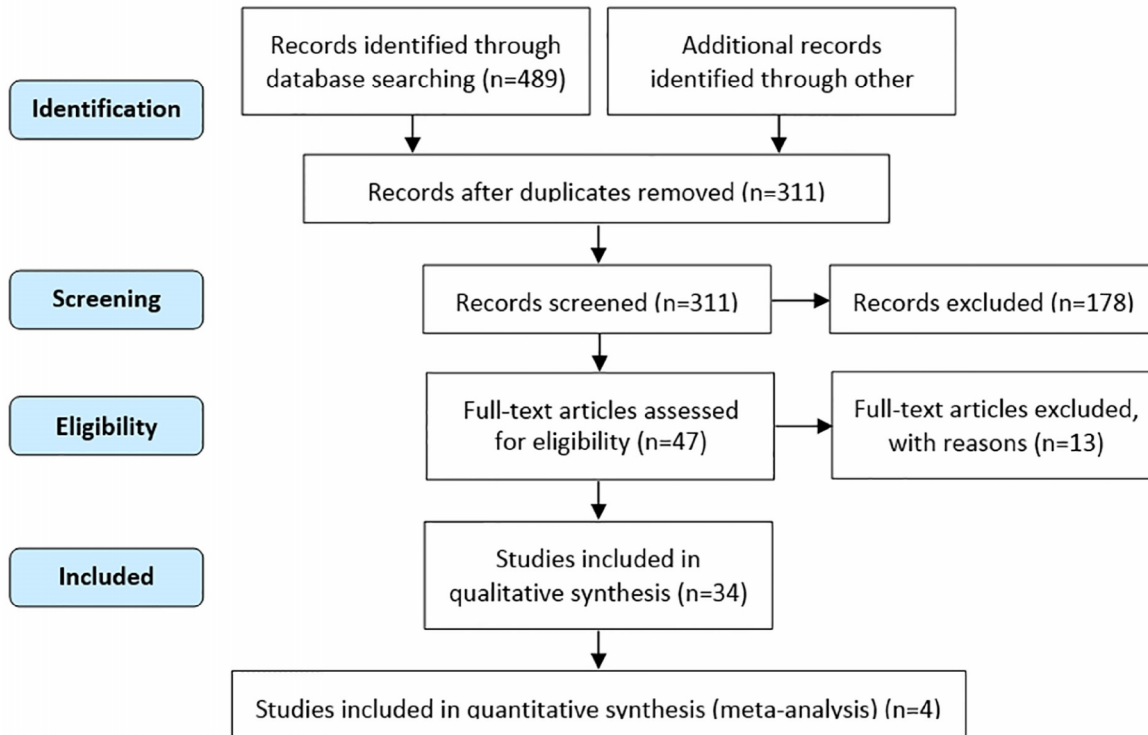 Records identified through
database searching (n=489)
Additional records
identified through other
Identification
Records after duplicates removed (n=311)
Screening
Records screened (n=311)
Records excluded (n=178)
Eligibility
Full-text articles assessed
for eligibility (n=47)
Full-text articles excluded,
with reasons (n=13)
Included
Studies included in
qualitative synthesis (n=34)
Studies included in quantitative synthesis (meta-analysis) (n=4)